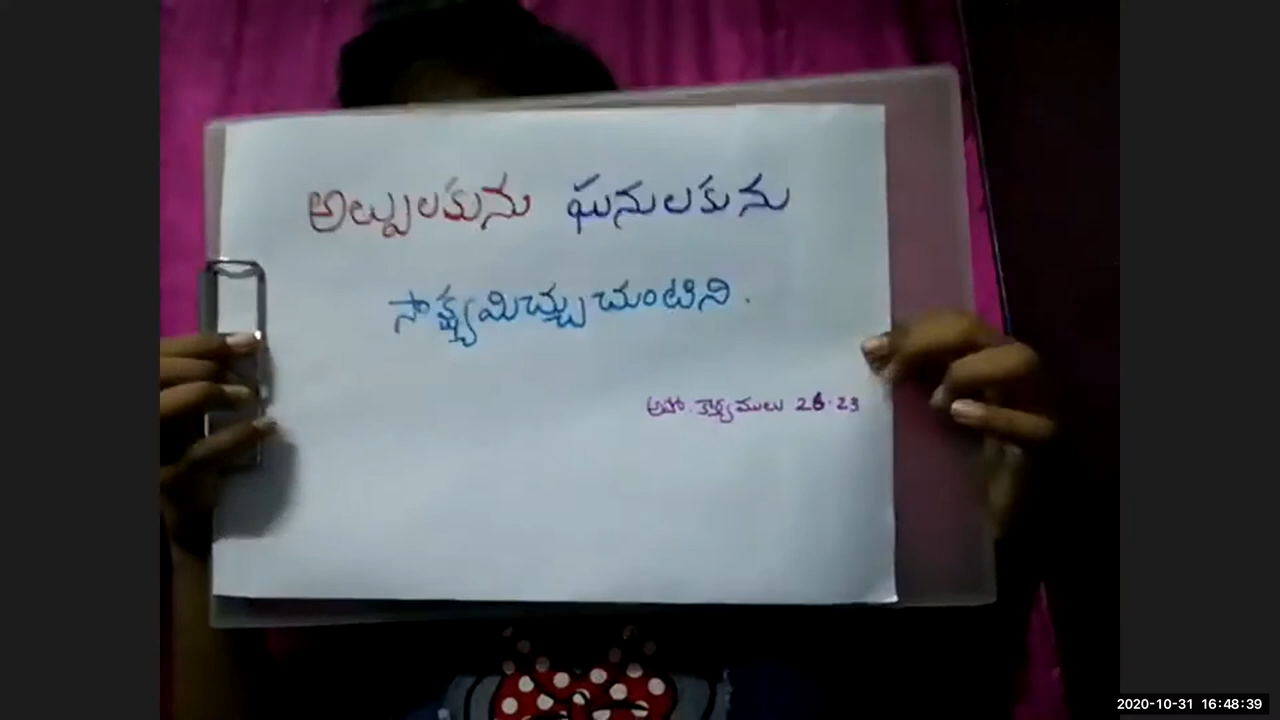 అల్పులకును ఘనులకును
సాక్ష్యమిచ్చుచుంటిని.
అపో. కార్యములు 26:23
2020-10-31 16:48:39